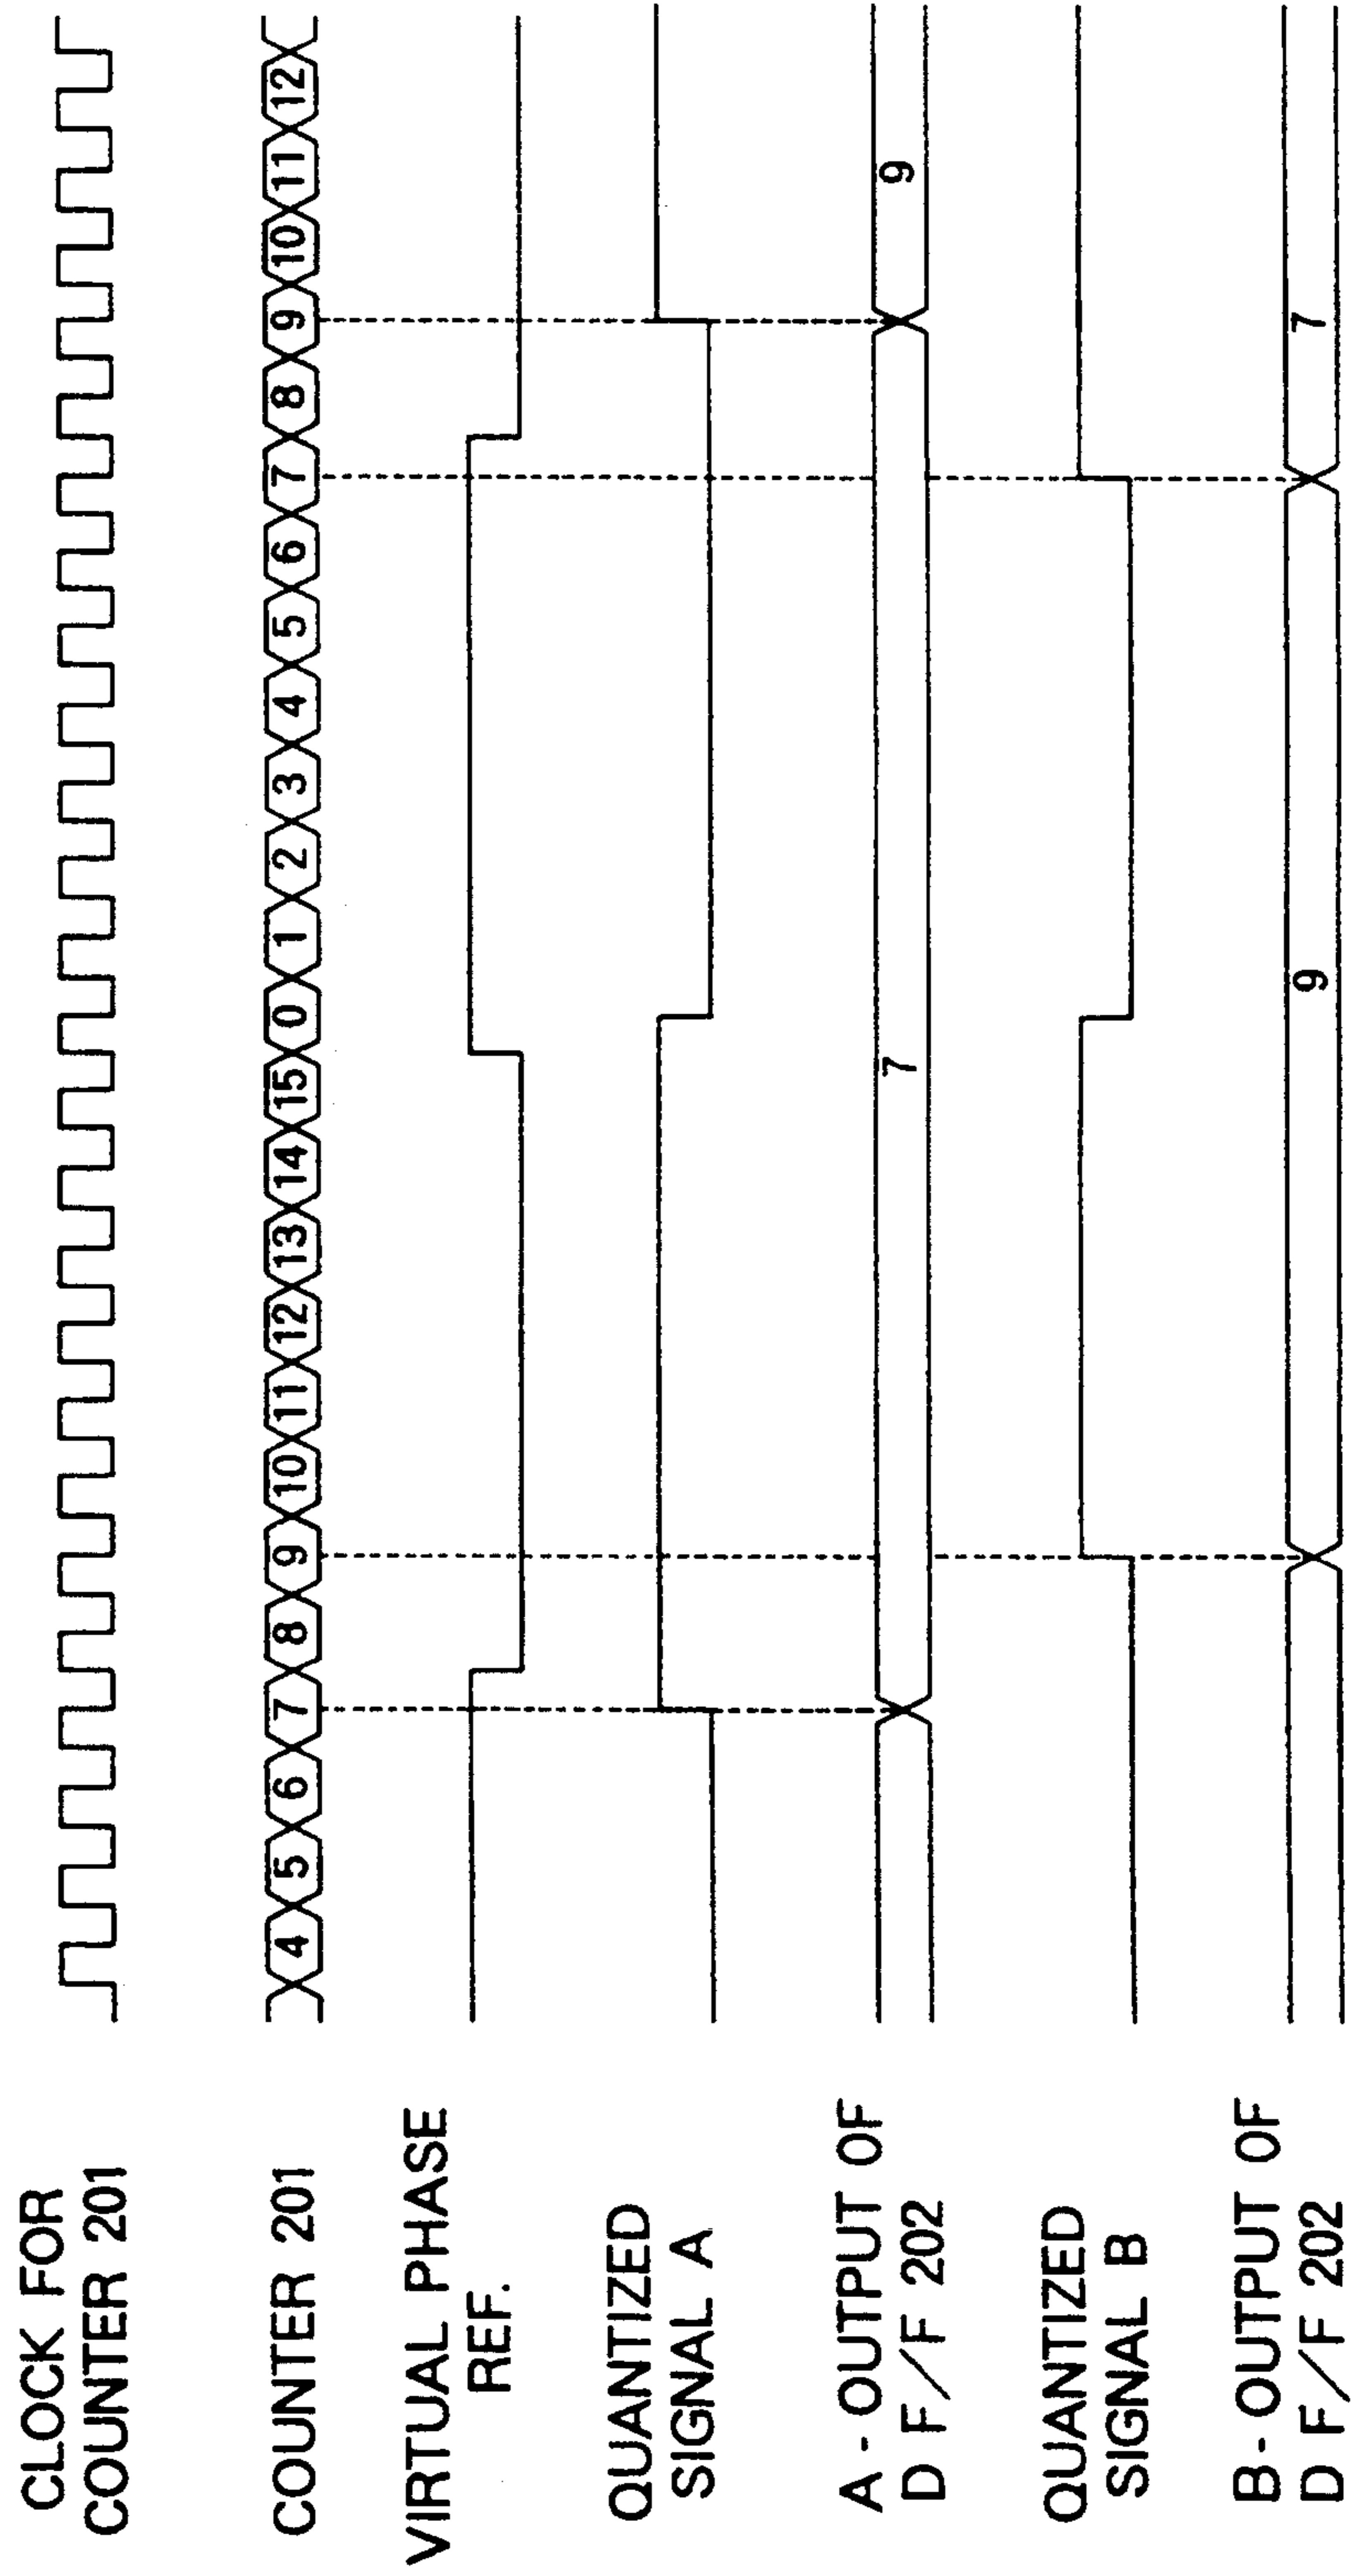 CLOCK FOR
COUNTER 201
COUNTER 201
4 5 6 7 8 9 10 11 12 13 14 15 0 1 2 3 4 5 6 7 8 9 10 11 12
VIRTUAL PHASE
REF.
QUANTIZED
SIGNAL A
A - OUTPUT OF
D F/F 202
7 9
QUANTIZED
SIGNAL B
B - OUTPUT OF
D F/F 202
9 7